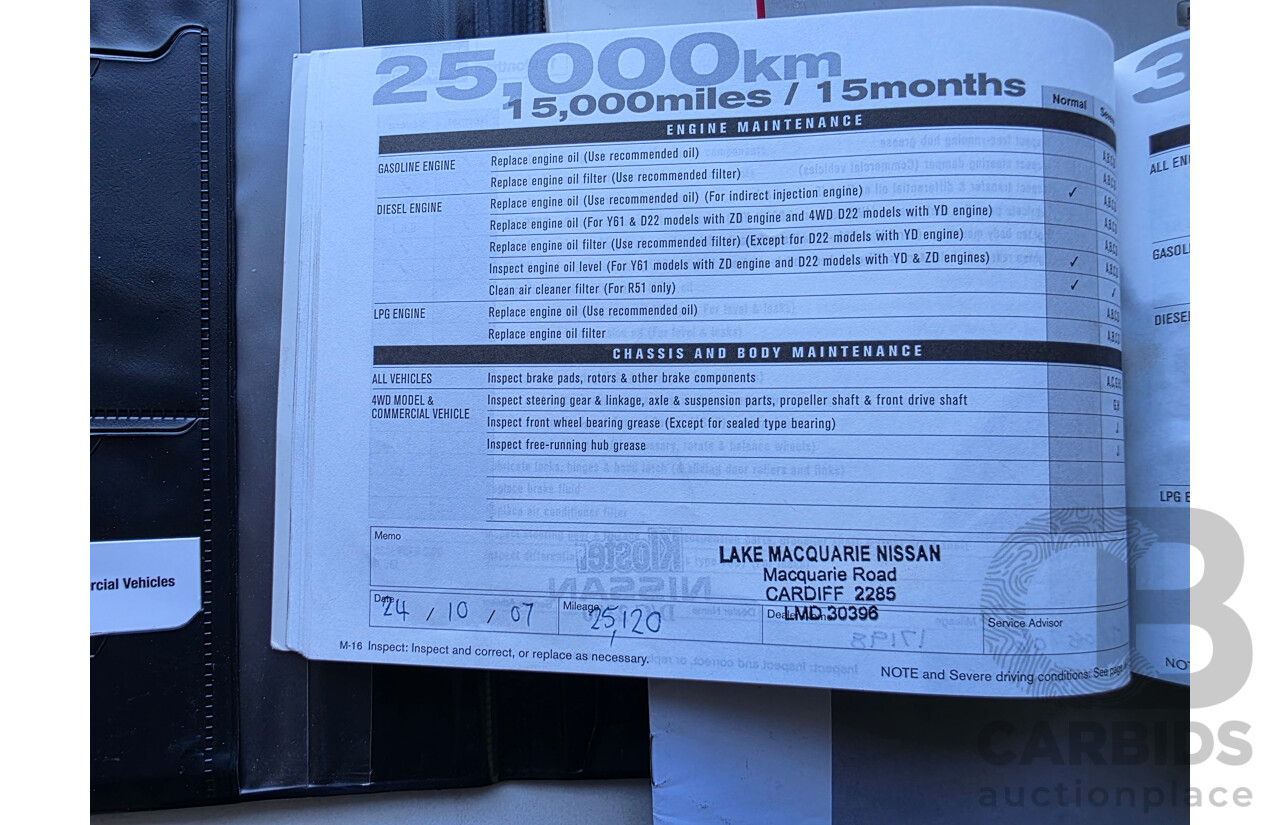 25,000km
15,000miles / 15months
Normal
ENGINE MAINTENANCE
GASOLINE ENGINE
Replace engine oil (Use recommended oil)
Replace engine oil filter (Use recommended filter)
DIESEL ENGINE
Replace engine oil (Use recommended oil) (For indirect injection engine) ✓
Replace engine oil (For Y61 & D22 models with ZD engine and 4WD D22 models with YD engine)
Replace engine oil filter (Use recommended filter) (Except for D22 models with YD engine)
Inspect engine oil level (For Y61 models with ZD engine and D22 models with YD & ZD engines) ✓
Clean air cleaner filter (For R51 only) ✓ ✓
LPG ENGINE
Replace engine oil (Use recommended oil)
Replace engine oil filter
CHASSIS AND BODY MAINTENANCE
ALL VEHICLES
Inspect brake pads, rotors & other brake components
4WD MODEL &
COMMERCIAL VEHICLE
Inspect steering gear & linkage, axle & suspension parts, propeller shaft & front drive shaft
Inspect front wheel bearing grease (Except for sealed type bearing)
Inspect free-running hub grease
Memo
LAKE MACQUARIE NISSAN
Macquarie Road
CARDIFF 2285
LMD 30396
Date
24 / 10 / 07
Mileage
25,120
Service Advisor
M-16 Inspect: Inspect and correct, or replace as necessary.
NOTE and Severe driving conditions: See
rcial Vehicles
ALL EN
GASOL
DIESEL
LPG E
NO
CARBIDS
auctionplace